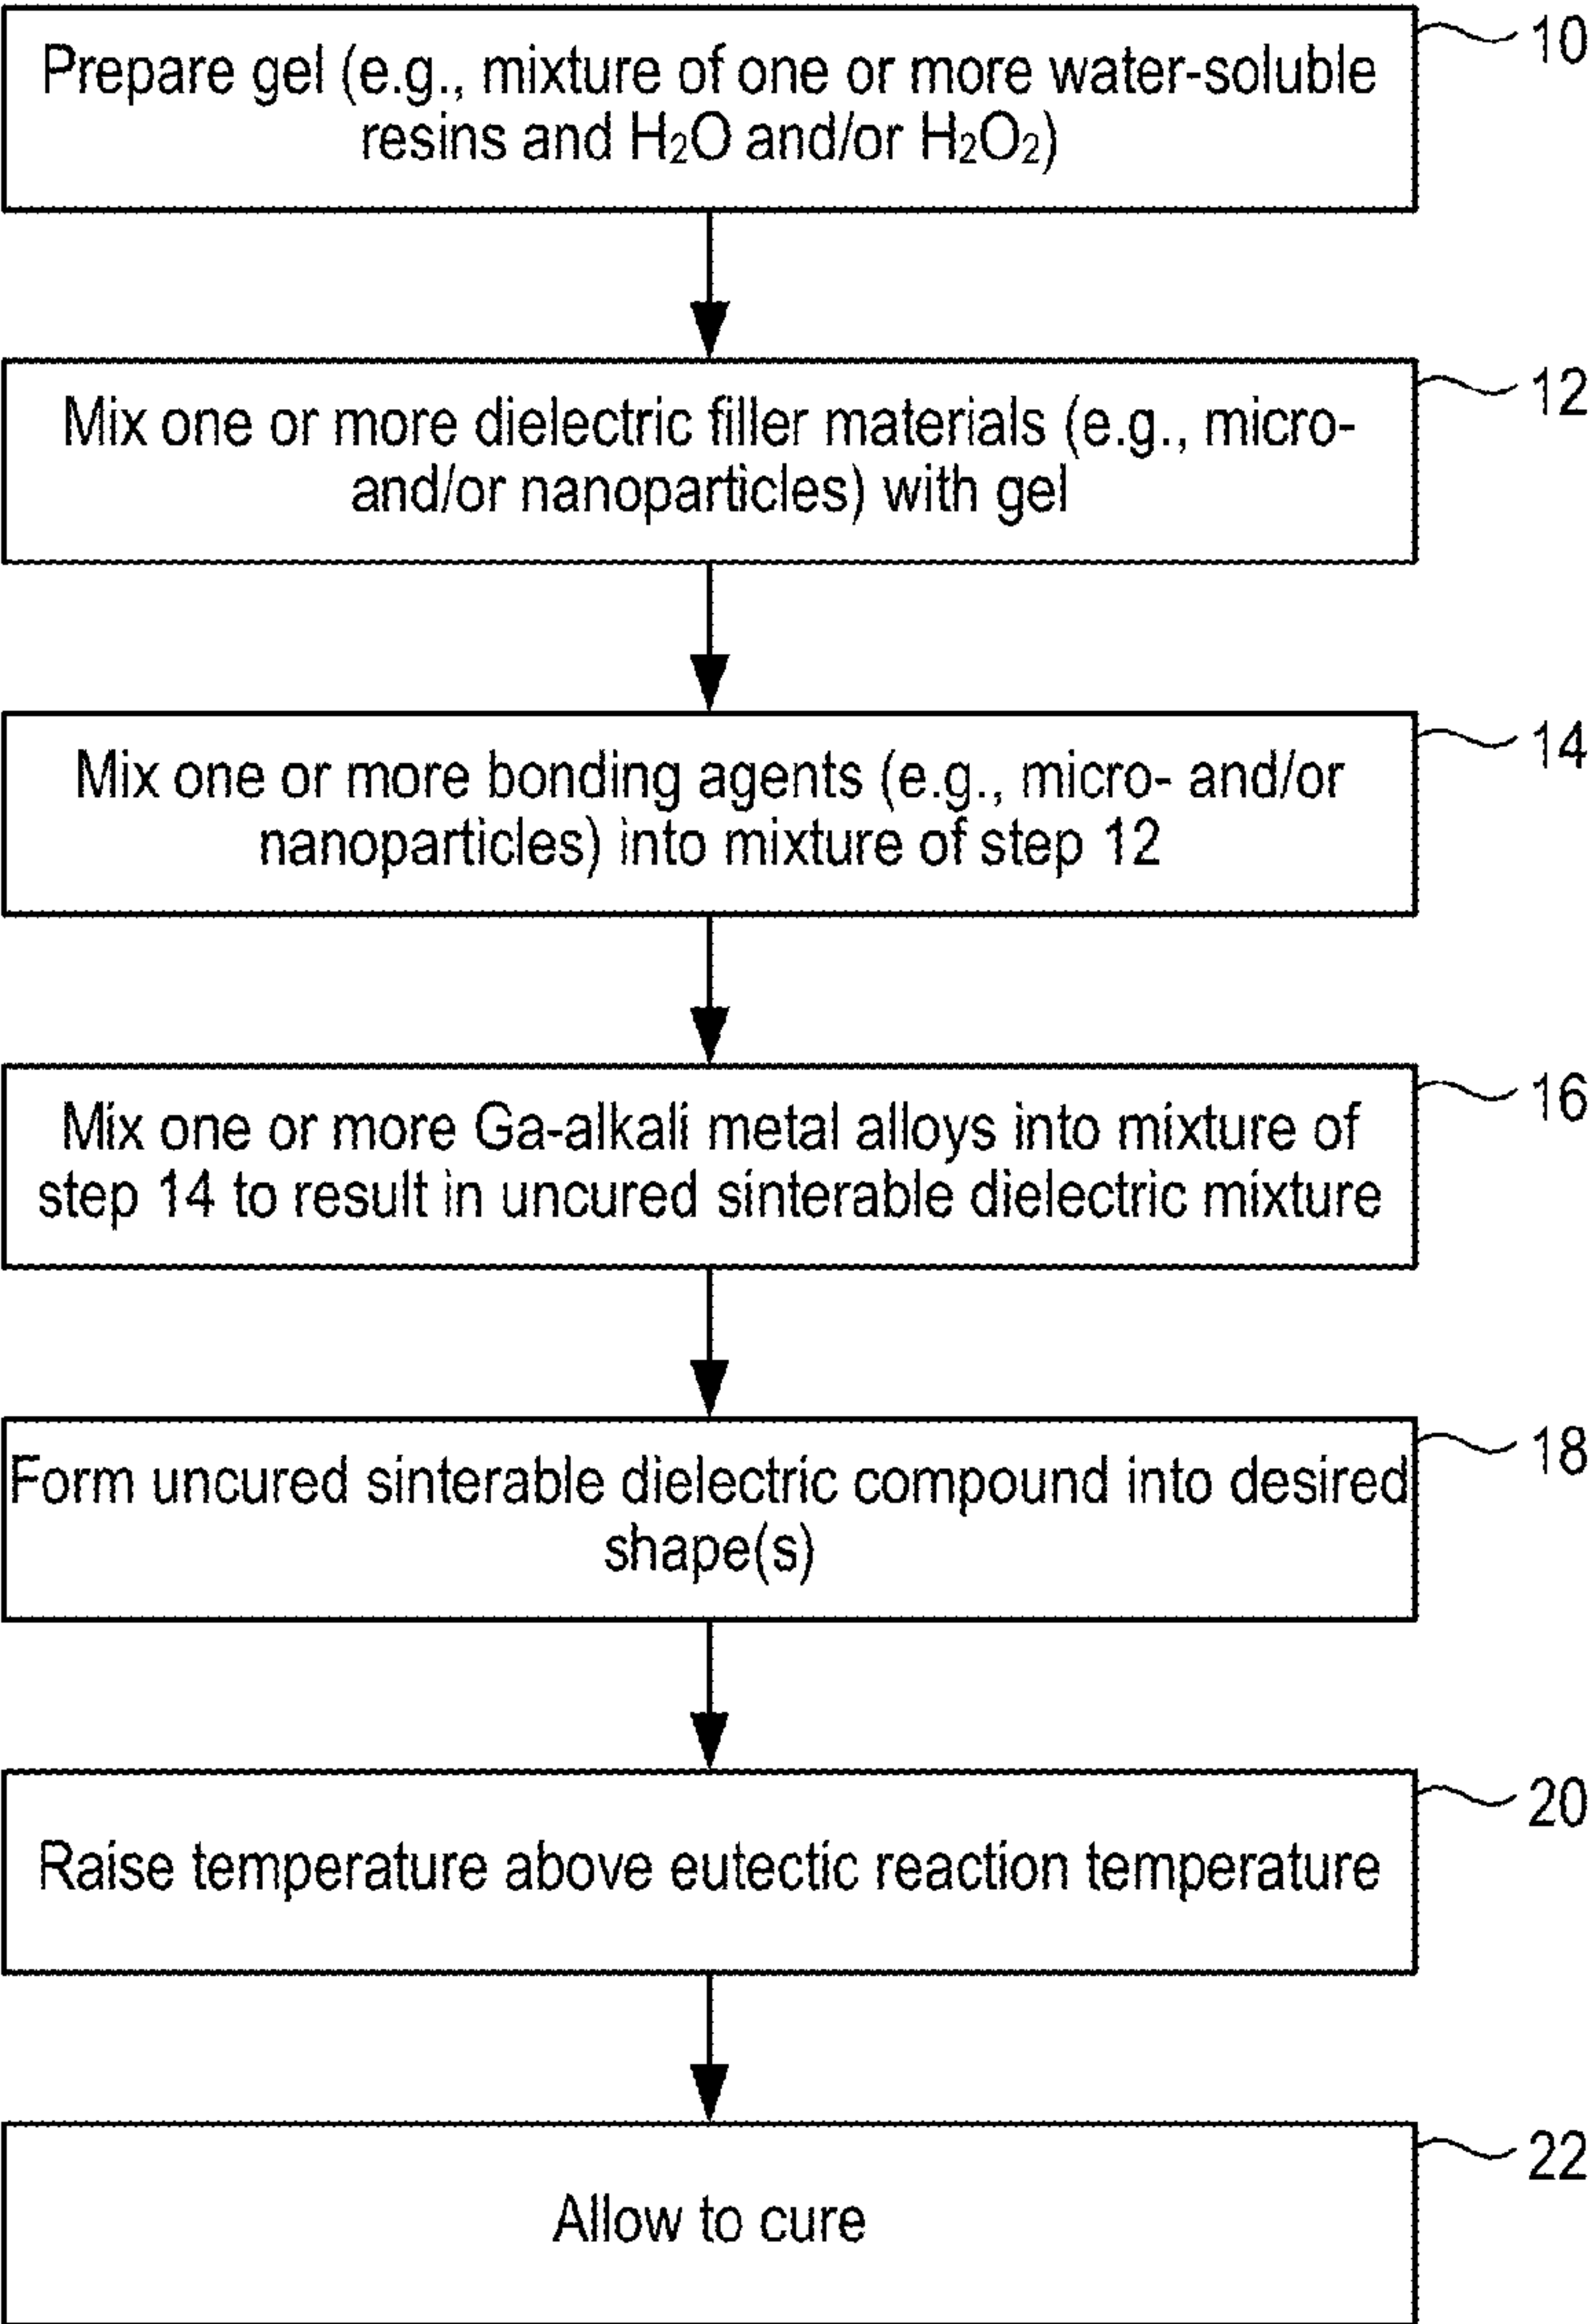 10
Prepare gel (e.g., mixture of one or more water-soluble
resins and H₂O and/or H₂O₂)
12
Mix one or more dielectric filler materials (e.g., micro-
and/or nanoparticles) with gel
14
Mix one or more bonding agents (e.g., micro- and/or
nanoparticles) into mixture of step 12
16
Mix one or more Ga-alkali metal alloys into mixture of
step 14 to result in uncured sinterable dielectric mixture
18
Form uncured sinterable dielectric compound into desired
shape(s)
20
Raise temperature above eutectic reaction temperature
22
Allow to cure